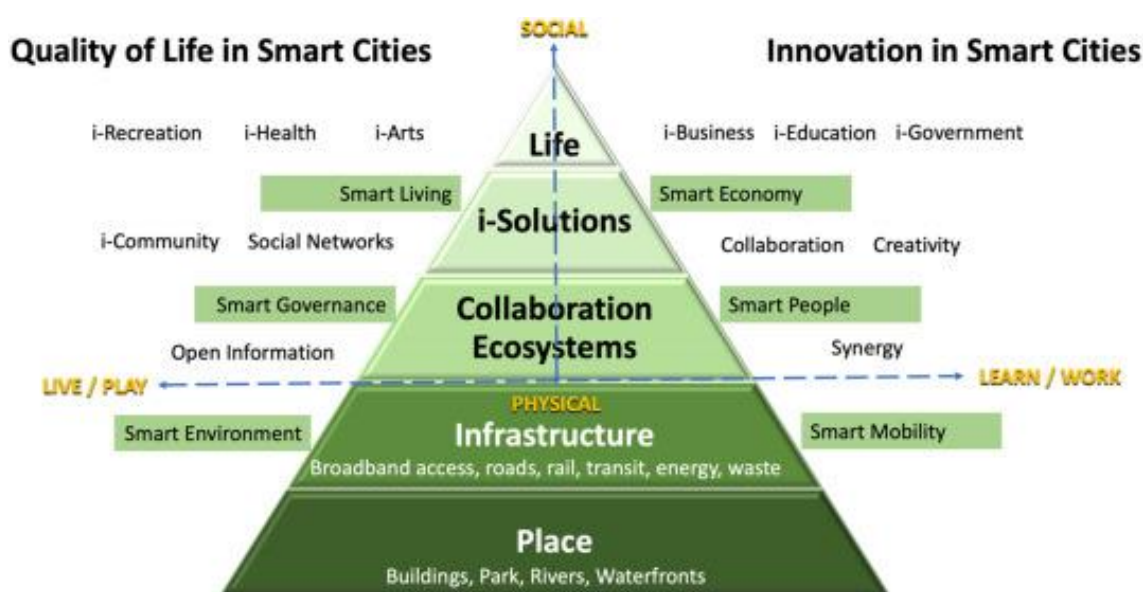 SOCIAL
Quality of Life in Smart Cities
Innovation in Smart Cities
i-Recreation i-Health i-Arts
Life
i-Business i-Education i-Government
Smart Living
i-Solutions
Smart Economy
i-Community Social Networks
Collaboration Creativity
Smart Governance
Collaboration
Ecosystems
Smart People
Open Information
Synergy
LIVE / PLAY
LEARN / WORK
PHYSICAL
Smart Environment
Infrastructure
Smart Mobility
Broadband access, roads, rail, transit, energy, waste
Place
Buildings, Park, Rivers, Waterfronts